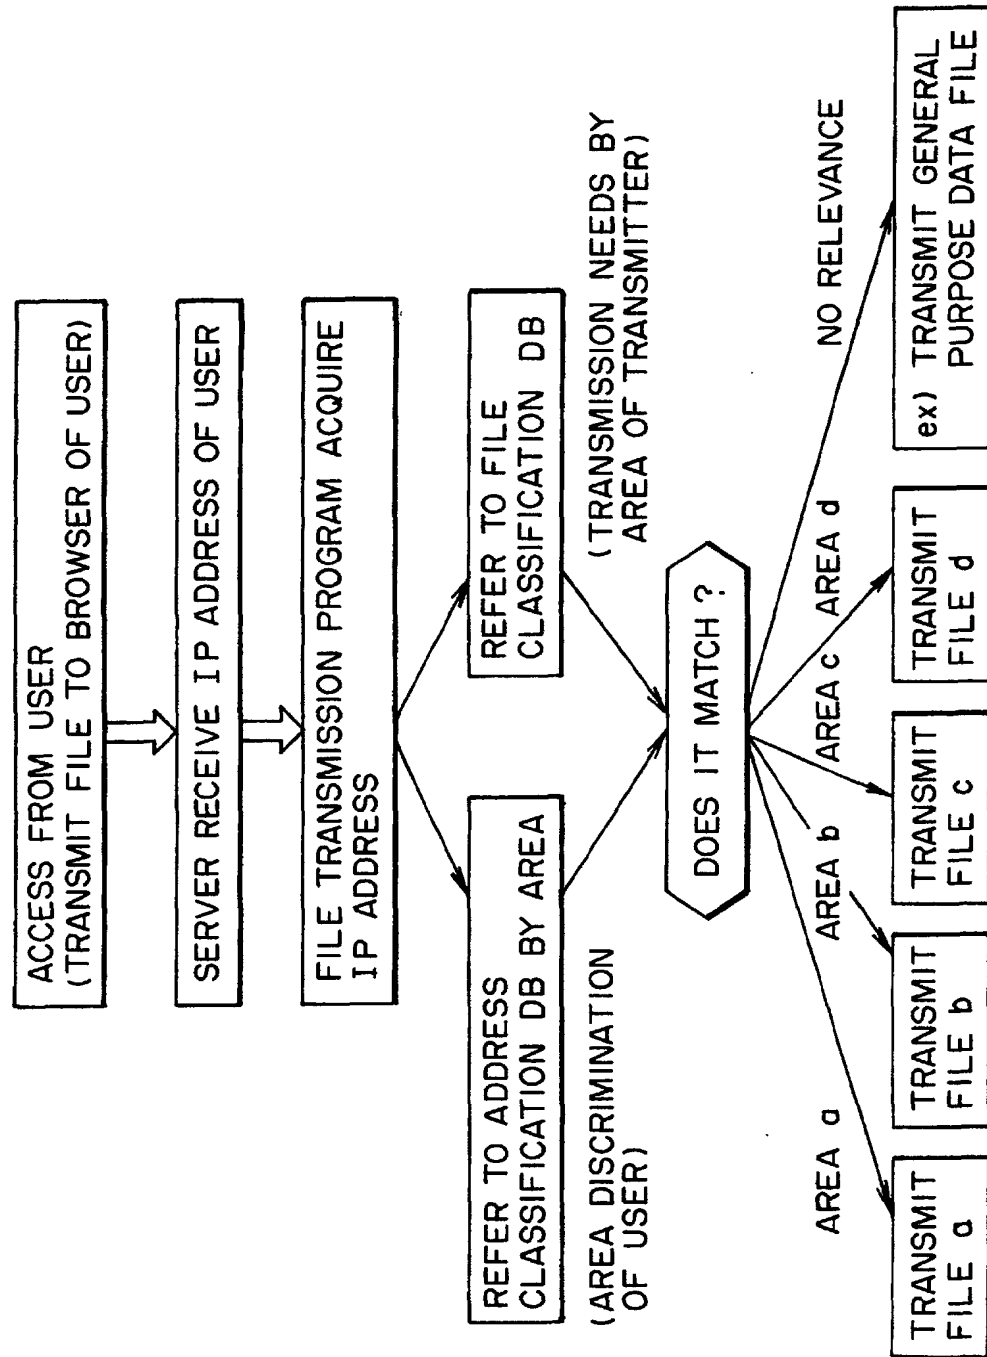 ACCESS FROM USER
(TRANSMIT FILE TO BROWSER OF USER)
SERVER RECEIVE IP ADDRESS OF USER
FILE TRANSMISSION PROGRAM ACQUIRE
IP ADDRESS
REFER TO ADDRESS
CLASSIFICATION DB BY AREA
(AREA DISCRIMINATION
OF USER)
REFER TO FILE
CLASSIFICATION DB
(TRANSMISSION NEEDS BY
AREA OF TRANSMITTER)
DOES IT MATCH ?
AREA a
AREA b
AREA c
AREA d
NO RELEVANCE
TRANSMIT
FILE a
TRANSMIT
FILE b
TRANSMIT
FILE c
TRANSMIT
FILE d
ex) TRANSMIT GENERAL
PURPOSE DATA FILE